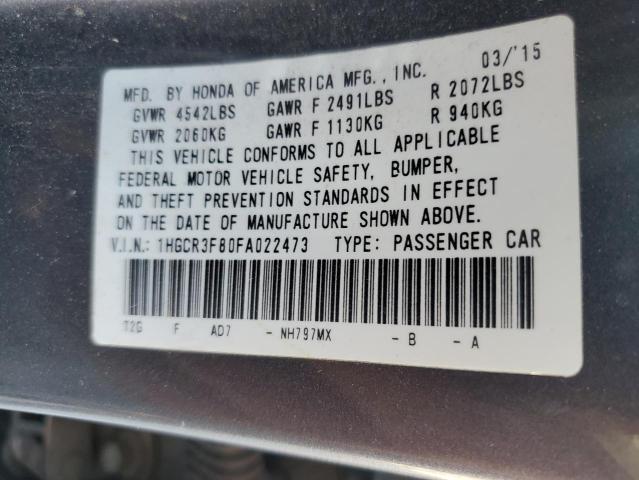 MFD. BY HONDA OF AMERICA MFG., INC. 03/'15
GVWR 4542LBS GAWR F 2491LBS R 2072LBS
GVWR 2060KG GAWR F 1130KG R 940KG
THIS VEHICLE CONFORMS TO ALL APPLICABLE
FEDERAL MOTOR VEHICLE SAFETY, BUMPER,
AND THEFT PREVENTION STANDARDS IN EFFECT
ON THE DATE OF MANUFACTURE SHOWN ABOVE.
V.I.N.: 1HGCR3F80FA022473 TYPE: PASSENGER CAR
T2G F AD7 - NH797MX - B - A